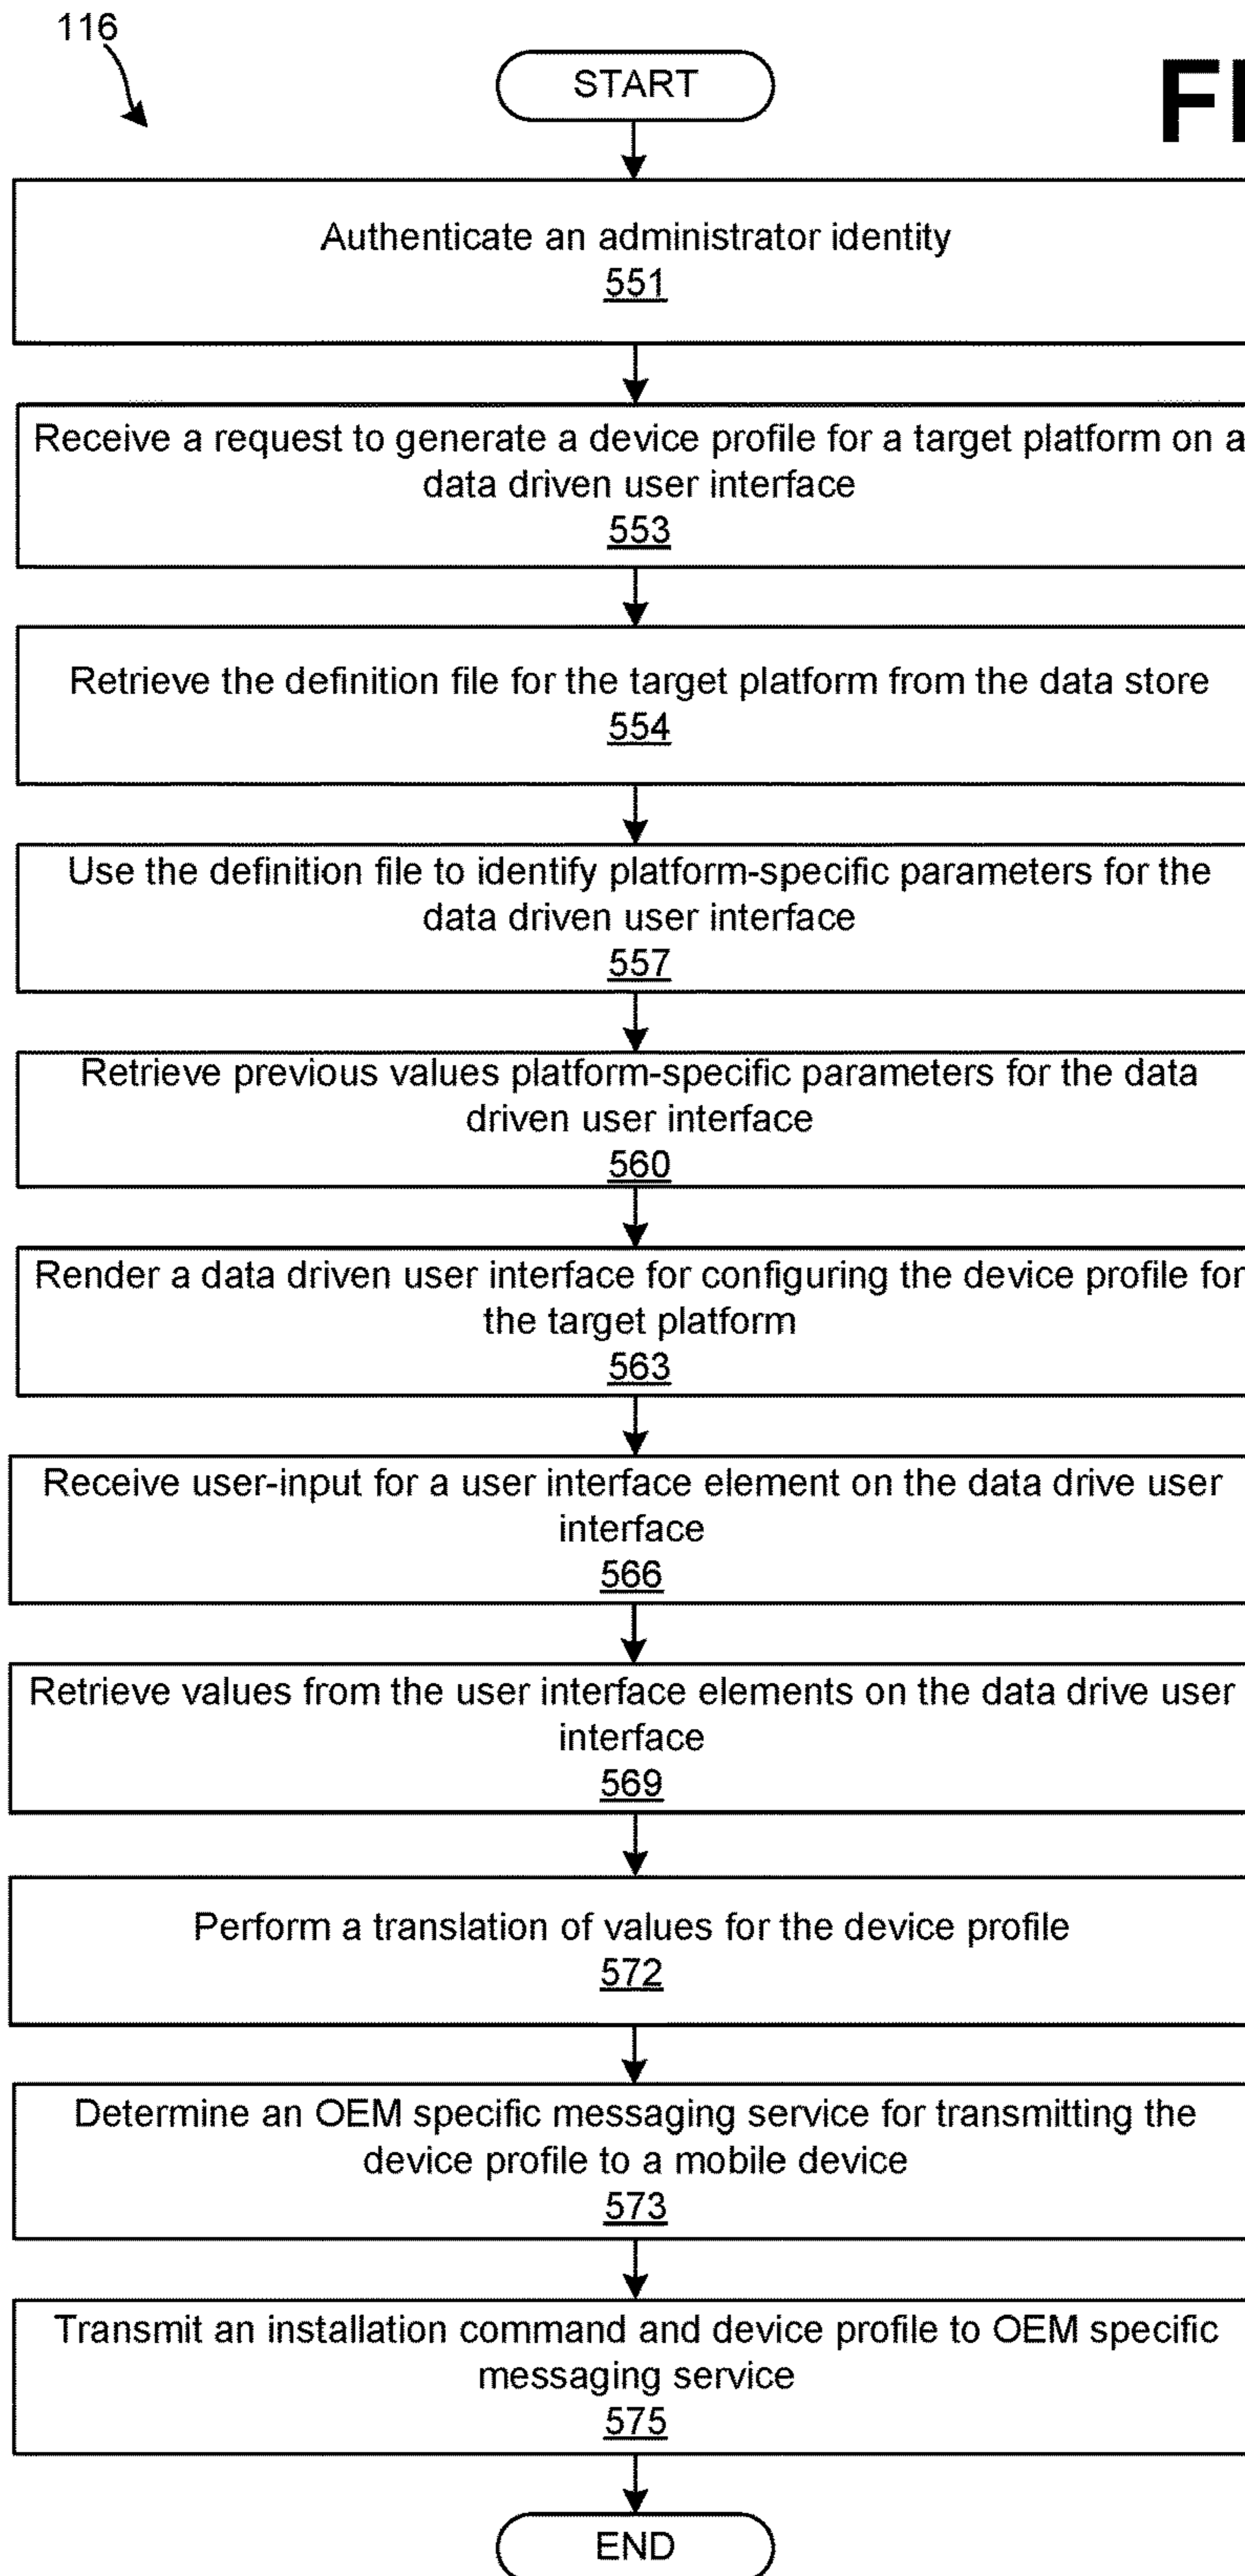 116
START
FI
Authenticate an administrator identity
551
Receive a request to generate a device profile for a target platform on a
data driven user interface
553
Retrieve the definition file for the target platform from the data store
554
Use the definition file to identify platform-specific parameters for the
data driven user interface
557
Retrieve previous values platform-specific parameters for the data
driven user interface
560
Render a data driven user interface for configuring the device profile for
the target platform
563
Receive user-input for a user interface element on the data drive user
interface
566
Retrieve values from the user interface elements on the data drive user
interface
569
Perform a translation of values for the device profile
572
Determine an OEM specific messaging service for transmitting the
device profile to a mobile device
573
Transmit an installation command and device profile to OEM specific
messaging service
575
END